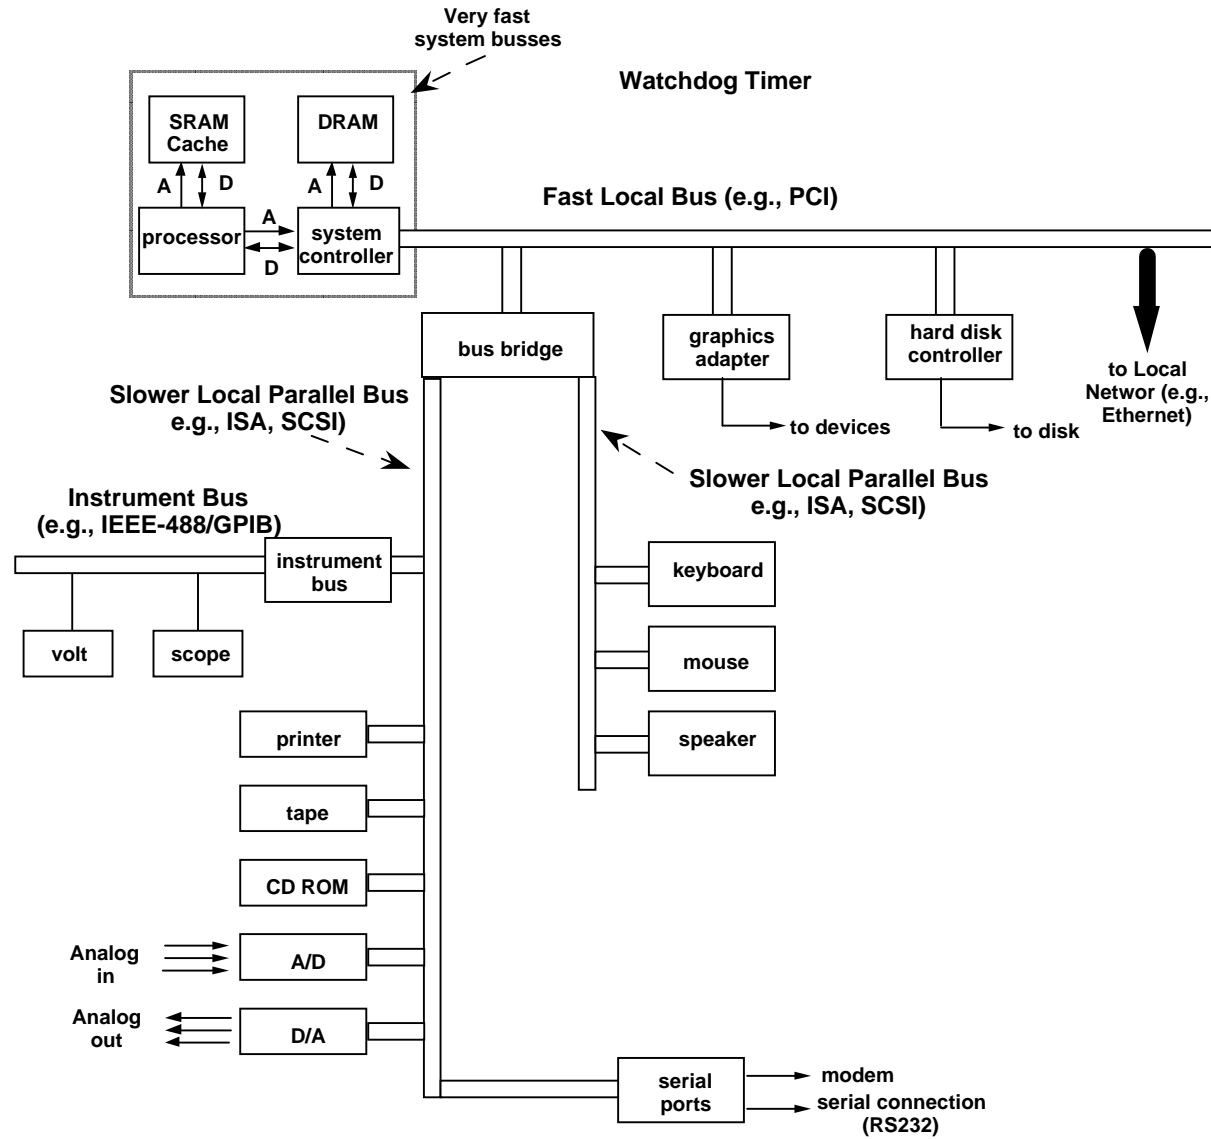 Very fast
system busses
Watchdog Timer
SRAM
Cache
DRAM
A
D
A
D
Fast Local Bus (e.g., PCI)
processor
A
D
system
controller
bus bridge
graphics
adapter
hard disk
controller
to Local
Networ (e.g.,
Ethernet)
to devices
to disk
Slower Local Parallel Bus
e.g., ISA, SCSI)
Slower Local Parallel Bus
e.g., ISA, SCSI)
Instrument Bus
(e.g., IEEE-488/GPIB)
instrument
bus
keyboard
volt
scope
mouse
printer
speaker
tape
CD ROM
Analog
in
A/D
Analog
out
D/A
serial
ports
modem
serial connection
(RS232)